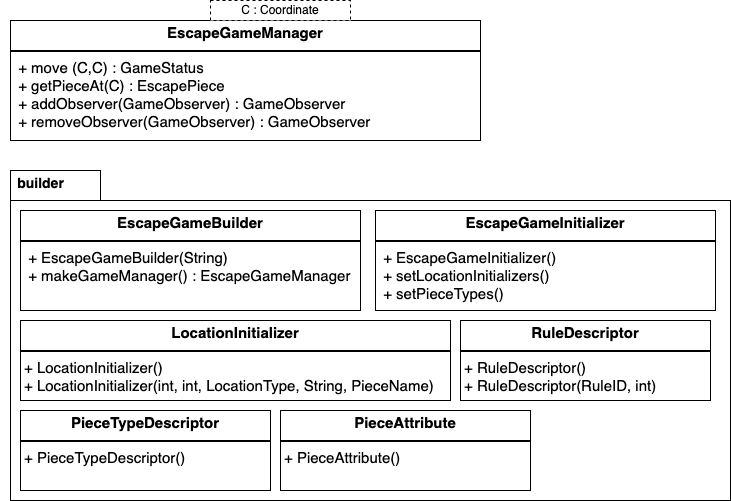 C : Coordinate
EscapeGameManager
+ move (C,C) : GameStatus
+ getPieceAt(C) : EscapePiece
+ addObserver(GameObserver) : GameObserver
+ removeObserver(GameObserver) : GameObserver
builder
EscapeGameBuilder
+ EscapeGameBuilder(String)
+ makeGameManager() : EscapeGameManager
EscapeGameInitializer
+ EscapeGameInitializer()
+ setLocationInitializers()
+ setPieceTypes()
LocationInitializer
+ LocationInitializer()
+ LocationInitializer(int, int, LocationType, String, PieceName)
RuleDescriptor
+ RuleDescriptor()
+ RuleDescriptor(RuleID, int)
PieceTypeDescriptor
+ PieceTypeDescriptor()
PieceAttribute
+ PieceAttribute()